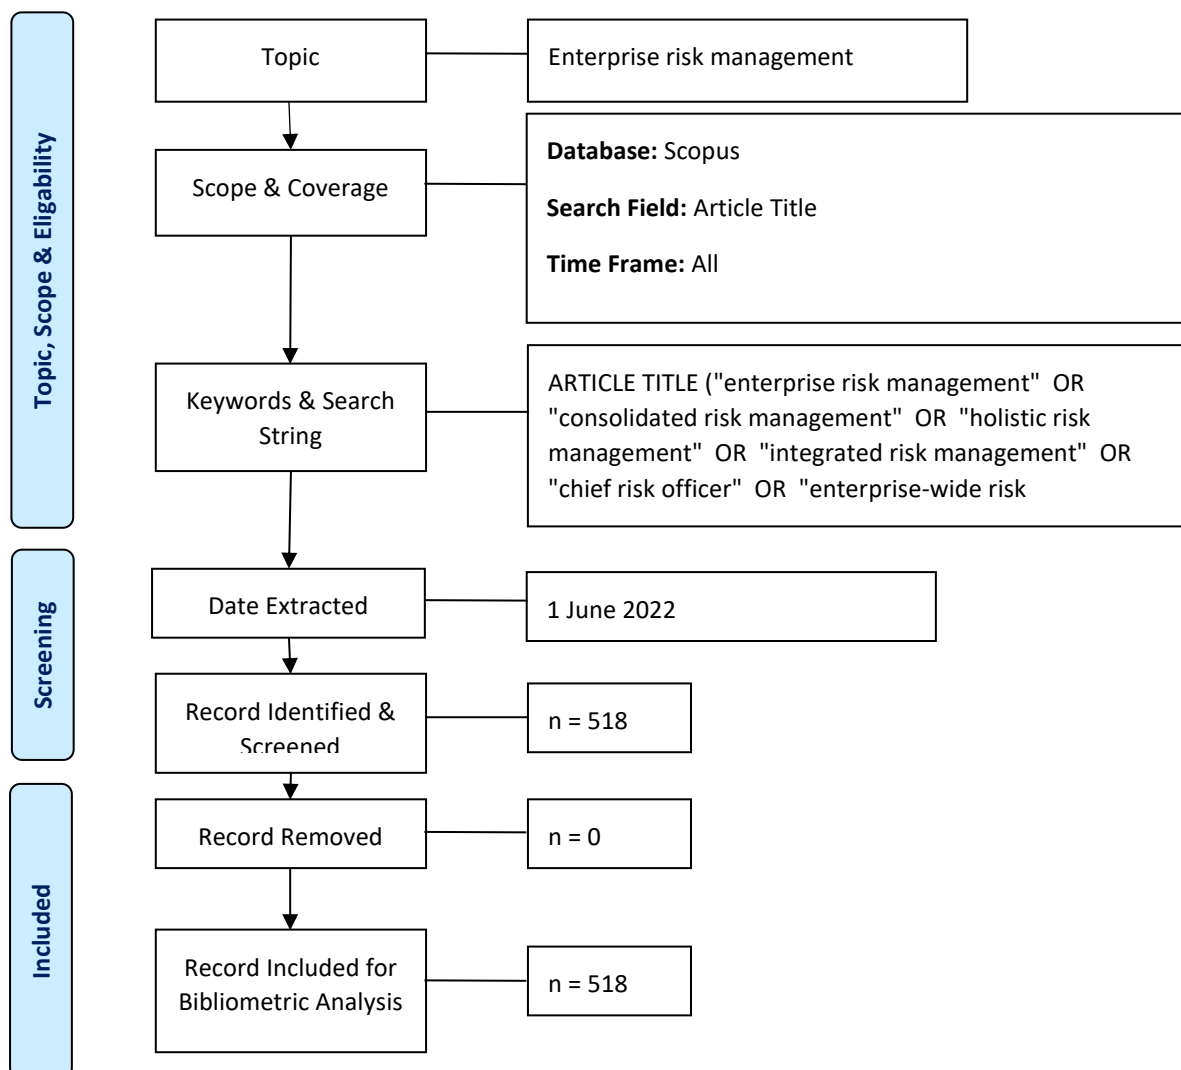 Topic, Scope & Eligability
Topic
Enterprise risk management
Scope & Coverage
Database: Scopus
Search Field: Article Title
Time Frame: All
Keywords & Search
String
ARTICLE TITLE ("enterprise risk management" OR
"consolidated risk management" OR "holistic risk
management" OR "integrated risk management" OR
"chief risk officer" OR "enterprise-wide risk
Screening
Date Extracted
1 June 2022
Record Identified &
Screened
n = 518
Included
Record Removed
n = 0
Record Included for
Bibliometric Analysis
n = 518